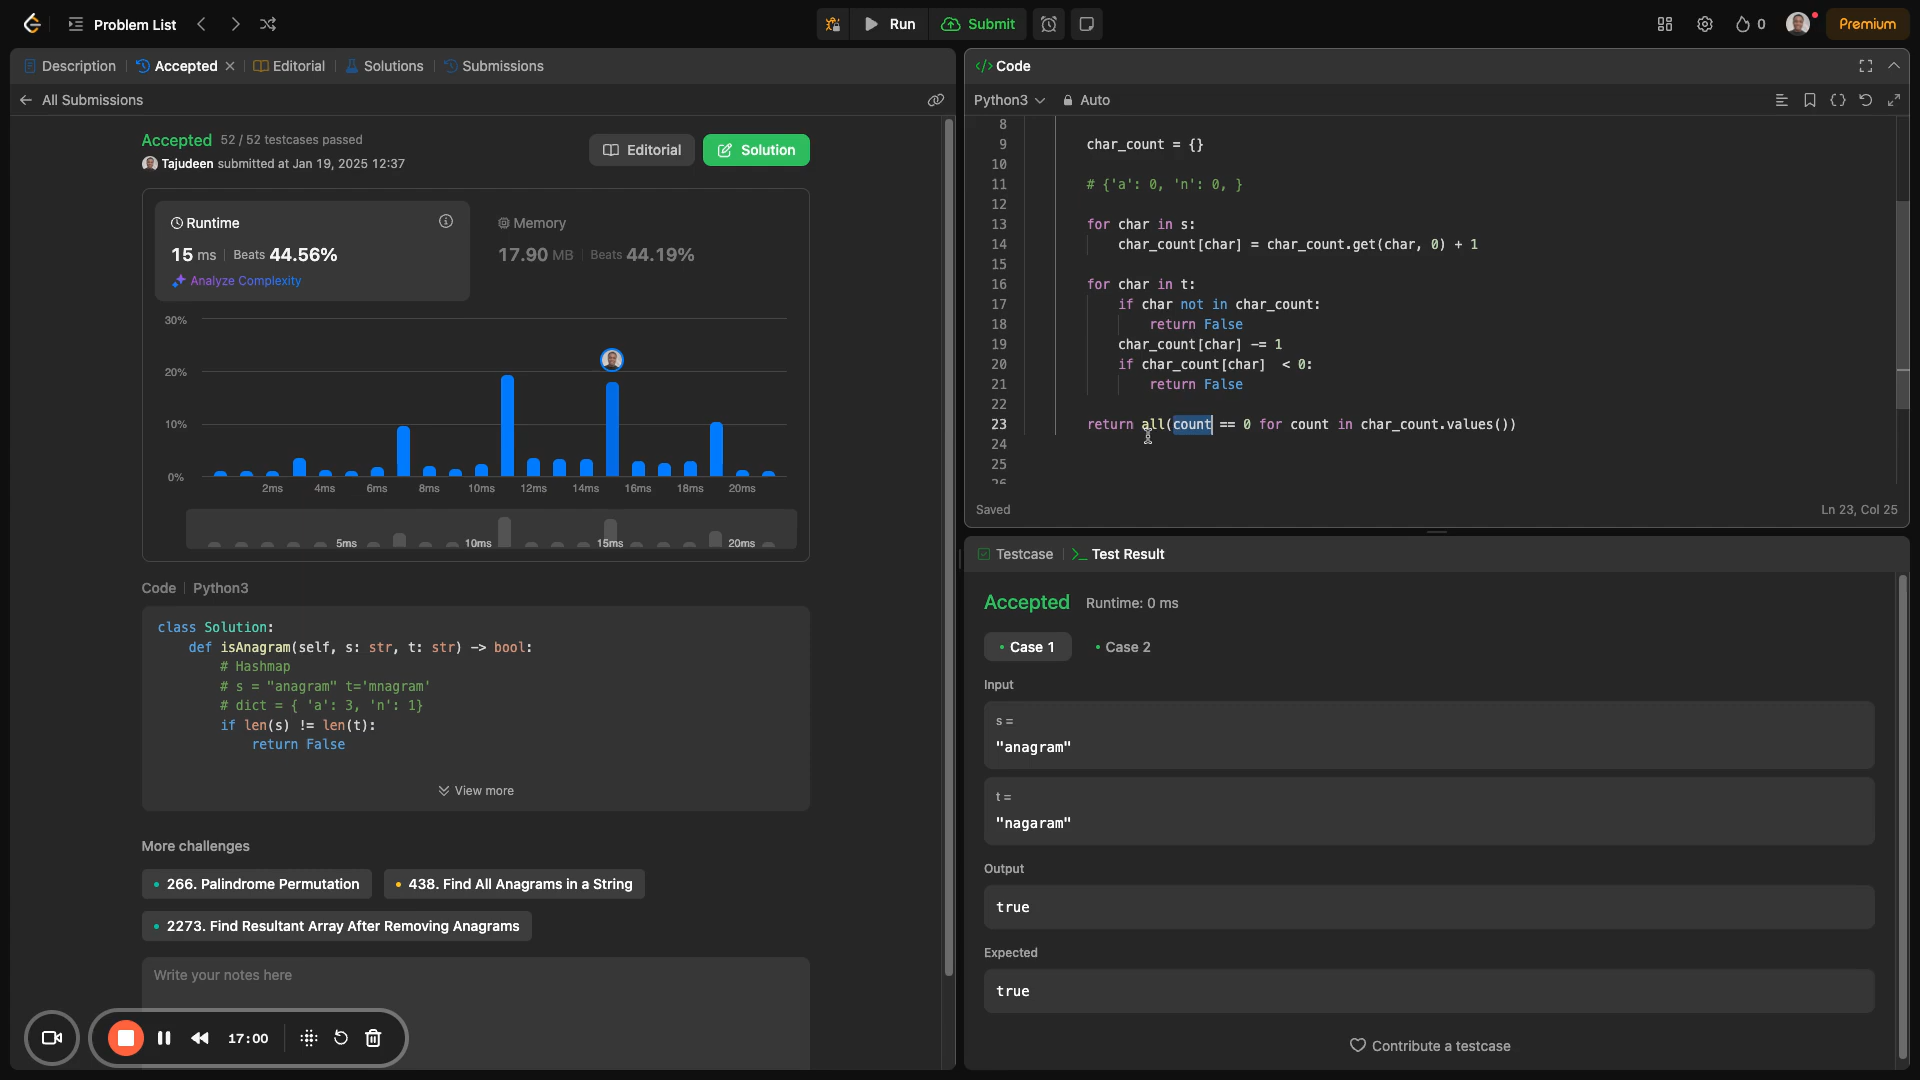 Problem List
Run
Submit
0
Premium
Description
Accepted
Editorial
Solutions
Submissions
All Submissions
Accepted 52 / 52 testcases passed
Tajudeen submitted at Jan 19, 2025 12:37
Editorial
Solution
Runtime
15 ms Beats 44.56%
Analyze Complexity
Memory
17.90 MB Beats 44.19%
30%
20%
10%
0%
2ms 4ms 6ms 8ms 10ms 12ms 14ms 16ms 18ms 20ms
5ms 10ms 15ms 20ms
Code Python3
class Solution:
def isAnagram(self, s: str, t: str) -> bool:
# Hashmap
# s = "anagram" t='mnagram'
# dict = { 'a': 3, 'n': 1}
if len(s) != len(t):
return False
View more
More challenges
266. Palindrome Permutation
438. Find All Anagrams in a String
2273. Find Resultant Array After Removing Anagrams
Write your notes here
17:00
</> Code
Python3 Auto
8
9 char_count = {}
10
11 # {'a': 0, 'n': 0, }
12
13 for char in s:
14 char_count[char] = char_count.get(char, 0) + 1
15
16 for char in t:
17 if char not in char_count:
18 return False
19 char_count[char] -= 1
20 if char_count[char]  < 0:
21 return False
22
23 return all(count == 0 for count in char_count.values())
24
25
26
Saved
Ln 23, Col 25
Testcase
>_ Test Result
Accepted Runtime: 0 ms
Case 1
Case 2
Input
s =
"anagram"
t =
"nagaram"
Output
true
Expected
true
Contribute a testcase